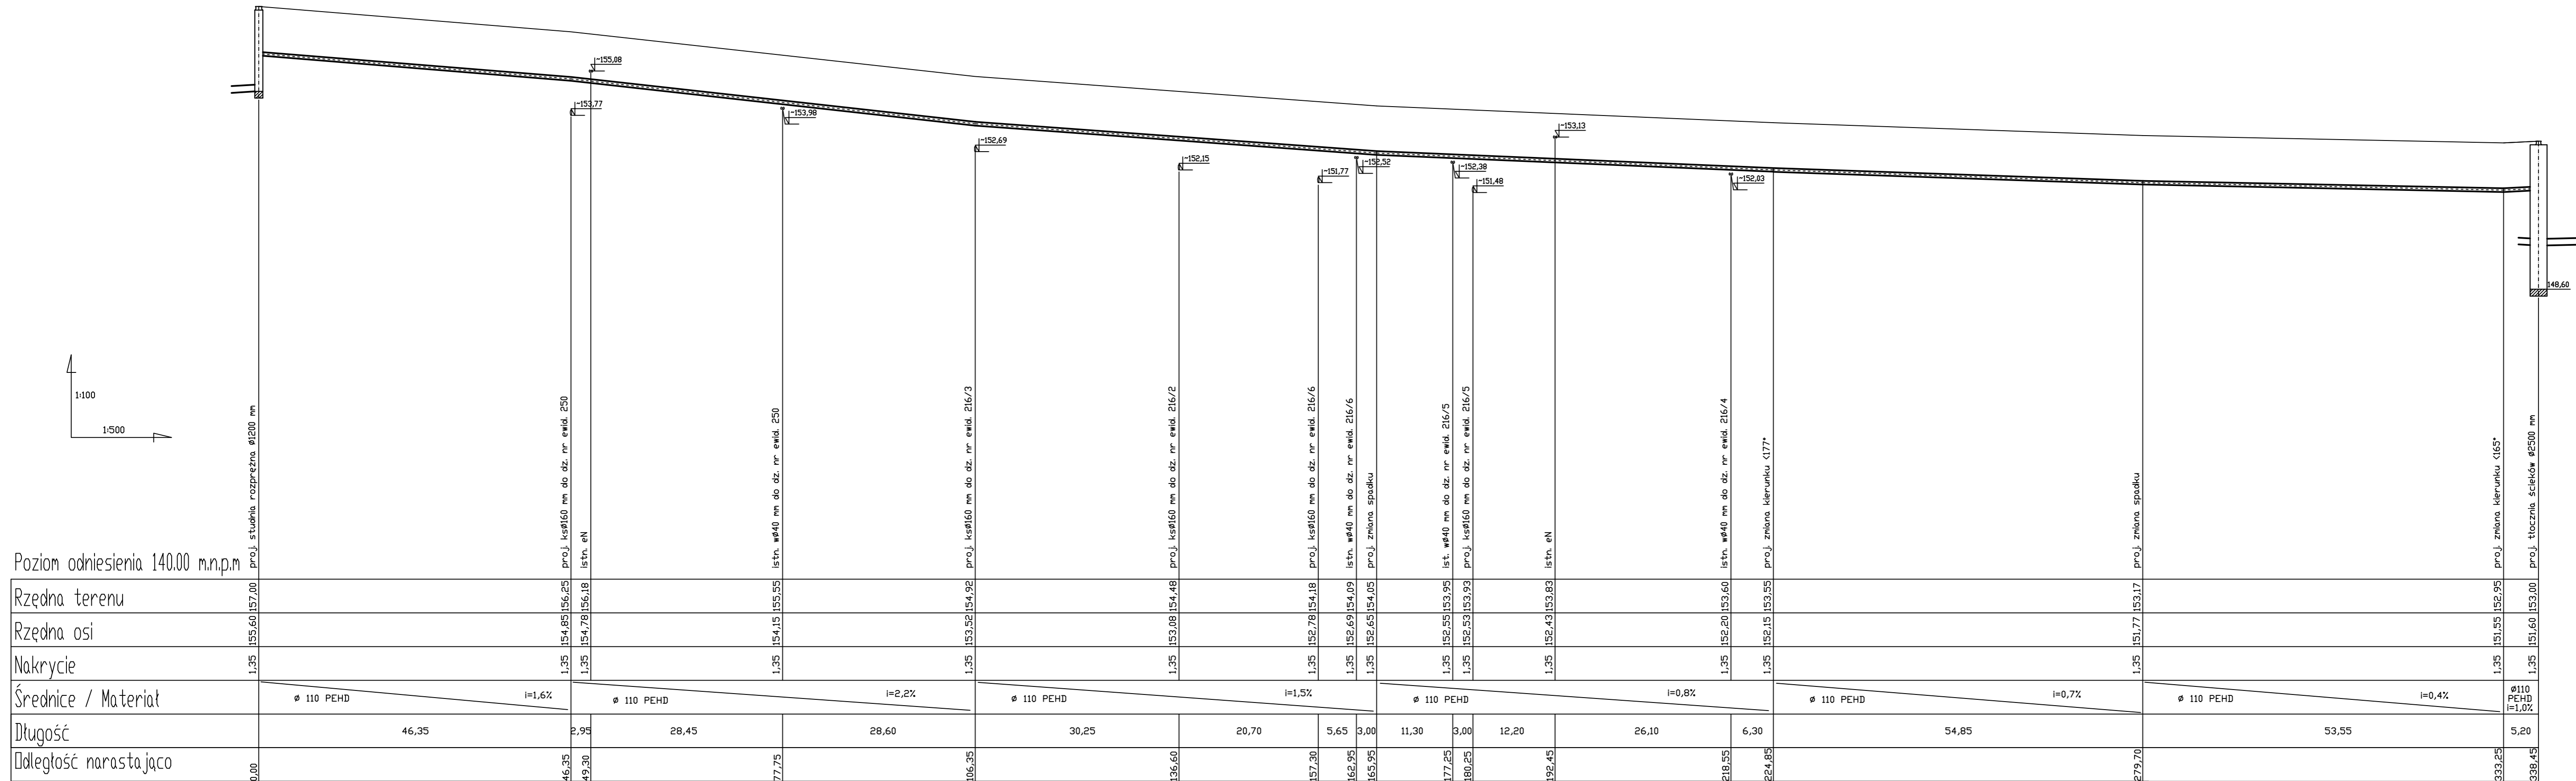 -155,08
-153,77
-153,98
-153,13
-152,69
-152,15
-152,52
-151,77
-152,38
-151,48
-152,03
148,60
1:100
1:500
proj. studnia rozprężna ø1200 mm
proj. ksø160 mm do dz. nr ewid. 250
istn. eN
istn. wø40 mm do dz. nr ewid. 250
proj. ksø160 mm do dz. nr ewid. 216/3
proj. ksø160 mm do dz. nr ewid. 216/2
proj. ksø160 mm do dz. nr ewid. 216/6
istn. wø40 mm do dz. nr ewid. 216/6
proj. zmiana spadku
ist. wø40 mm do dz. nr ewid. 216/5
proj. ksø160 mm do dz. nr ewid. 216/5
istn. eN
istn. wø40 mm do dz. nr ewid. 216/4
proj. zmiana kierunku <177°
proj. zmiana spadku
proj. zmiana kierunku <165°
proj. tłocznia ścieków ø2500 mm
Poziom odniesienia 140.00 m.n.p.m
Rzędna terenu 157,00 156,25 156,18 155,55 154,92 154,48 154,18 154,09 154,05 153,95 153,93 153,83 153,60 153,55 153,17 152,95 153,00
Rzędna osi 155,60 154,85 154,78 154,15 153,52 153,08 152,78 152,69 152,65 152,55 152,53 152,43 152,20 152,15 151,77 151,55 151,60
Nakrycie 1,35 1,35 1,35 1,35 1,35 1,35 1,35 1,35 1,35 1,35 1,35 1,35 1,35 1,35 1,35 1,35 1,35
Średnice / Materiał ø 110 PEHD i=1,6% ø 110 PEHD i=2,2% ø 110 PEHD i=1,5% ø 110 PEHD i=0,8% ø 110 PEHD i=0,7% ø 110 PEHD i=0,4%
ø110
PEHD
i=1,0%
Długość 46,35 2,95 28,45 28,60 30,25 20,70 5,65 3,00 11,30 3,00 12,20 26,10 6,30 54,85 53,55 5,20
Odległość narastająco 0,00 46,35 49,30 77,75 106,35 136,60 157,30 162,95 165,95 177,25 180,25 192,45 218,55 224,85 279,70 333,25 338,45